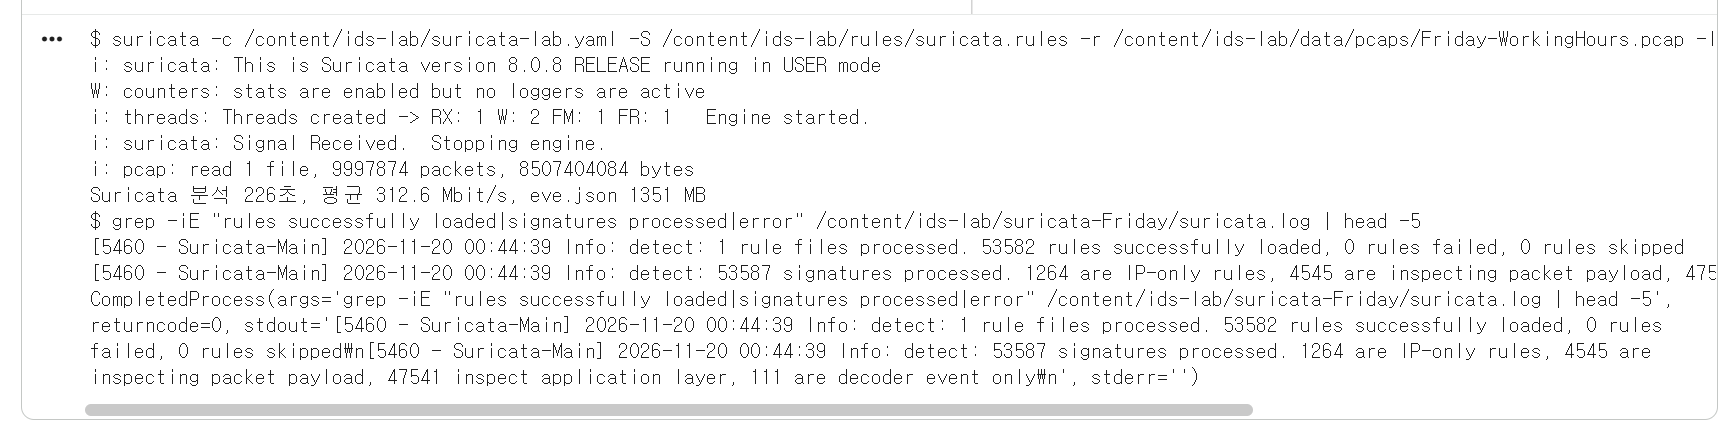 $ suricata -c /content/ids-lab/suricata-lab.yaml -S /content/ids-lab/rules/suricata.rules -r /content/ids-lab/data/pcaps/Friday-WorkingHours.pcap -l
i: suricata: This is Suricata version 8.0.8 RELEASE running in USER mode
W: counters: stats are enabled but no loggers are active
i: threads: Threads created -> RX: 1 W: 2 FM: 1 FR: 1   Engine started.
i: suricata: Signal Received.  Stopping engine.
i: pcap: read 1 file, 9997874 packets, 8507404084 bytes
Suricata 분석 226초, 평균 312.6 Mbit/s, eve.json 1351 MB
$ grep -iE "rules successfully loaded|signatures processed|error" /content/ids-lab/suricata-Friday/suricata.log | head -5
[5460 - Suricata-Main] 2026-11-20 00:44:39 Info: detect: 1 rule files processed. 53582 rules successfully loaded, 0 rules failed, 0 rules skipped
[5460 - Suricata-Main] 2026-11-20 00:44:39 Info: detect: 53587 signatures processed. 1264 are IP-only rules, 4545 are inspecting packet payload, 475
CompletedProcess(args='grep -iE "rules successfully loaded|signatures processed|error" /content/ids-lab/suricata-Friday/suricata.log | head -5',
returncode=0, stdout='[5460 - Suricata-Main] 2026-11-20 00:44:39 Info: detect: 1 rule files processed. 53582 rules successfully loaded, 0 rules
failed, 0 rules skipped₩n[5460 - Suricata-Main] 2026-11-20 00:44:39 Info: detect: 53587 signatures processed. 1264 are IP-only rules, 4545 are
inspecting packet payload, 47541 inspect application layer, 111 are decoder event only₩n', stderr='')